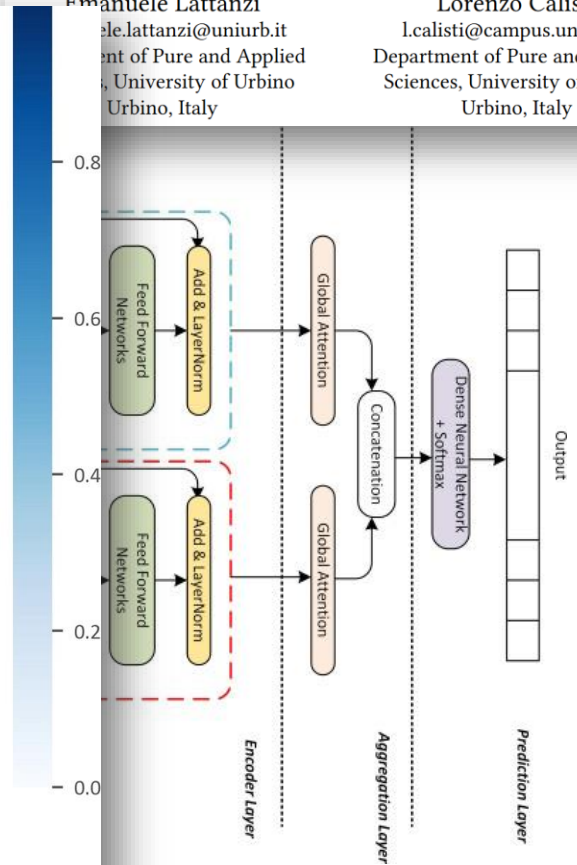 Emanuele Lattanzi
ele.lattanzi@uniurb.it
ent of Pure and Applied
s, University of Urbino
Urbino, Italy
Lorenzo Calis
l.calisti@campus.un
Department of Pure and
Sciences, University o
Urbino, Italy
0.8
0.6
0.4
0.2
0.0
Feed Forward
Networks
Add & LayerNorm
Global Attention
Concatenation
Dense Neural Network
+ Softmax
Output
Feed Forward
Networks
Add & LayerNorm
Global Attention
Encoder Layer
Aggregation Layer
Prediction Layer